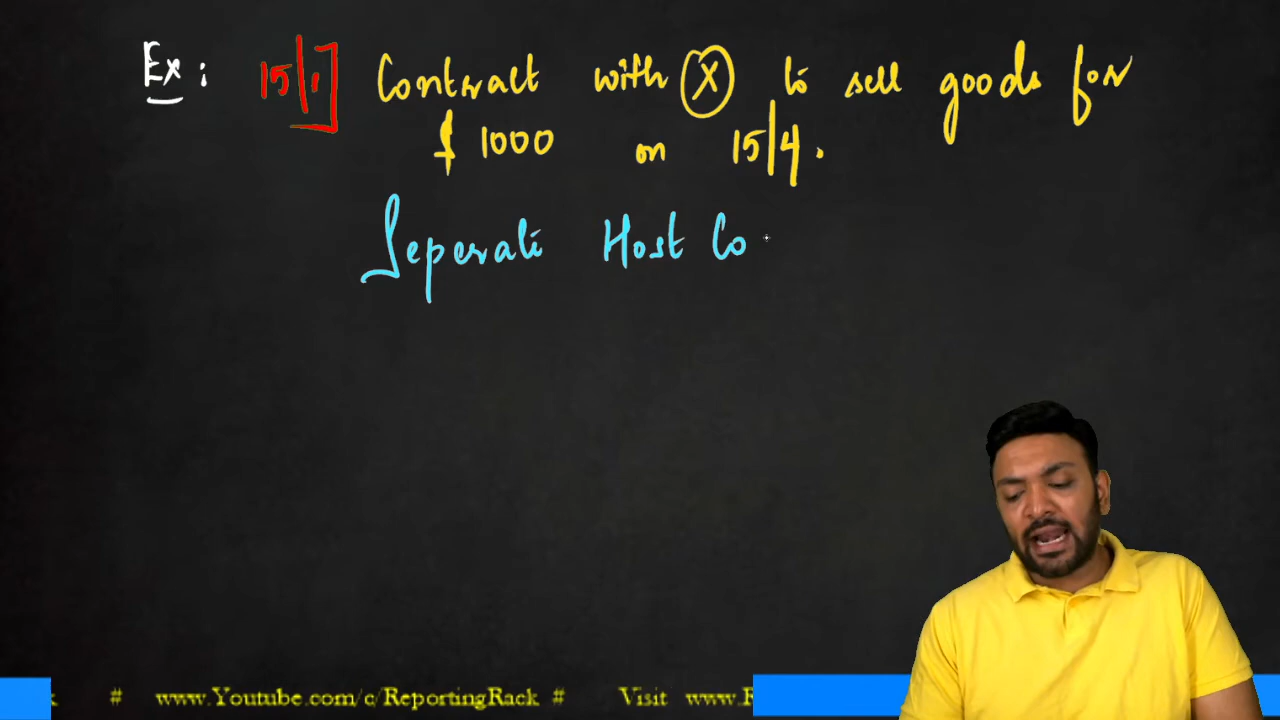 Ex: 15/1] Contract with X to sell goods for
$ 1000 on 15/4.
Seperate Host Co
# www.Youtube.com/c/ReportingRack # Visit